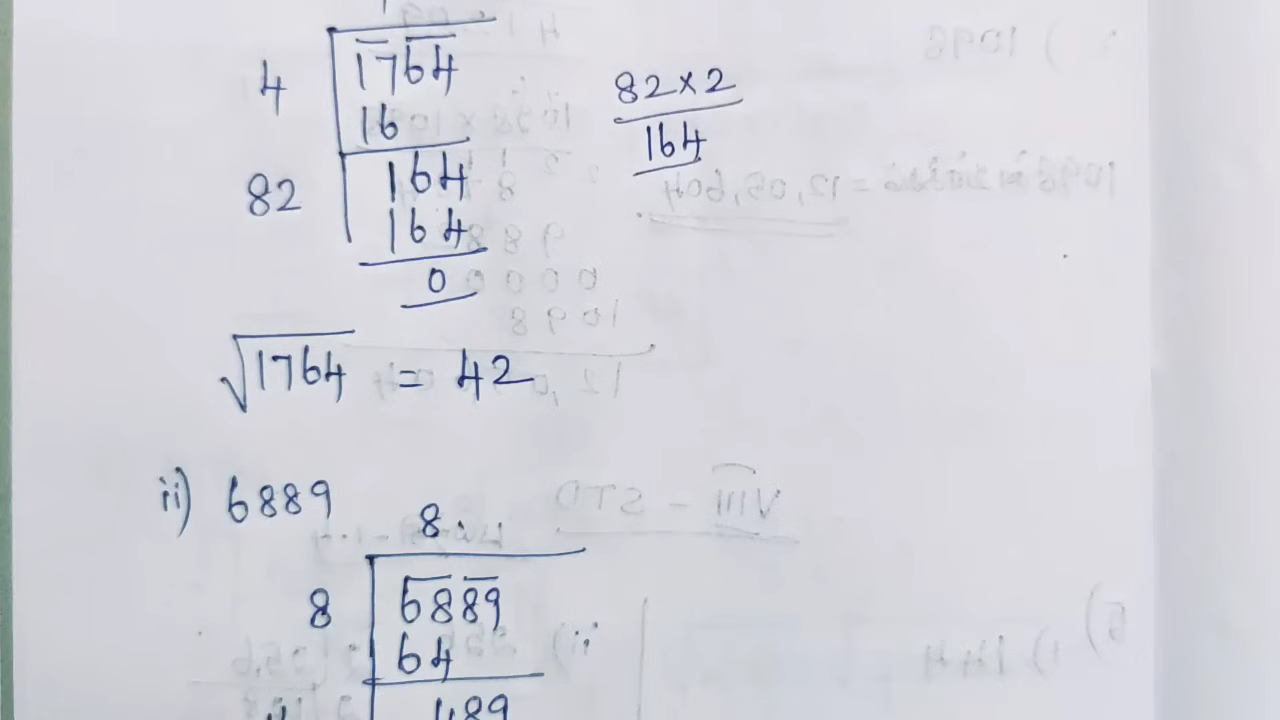 4 1764 82×2
16 164
82 164
164
0
√1764 = 42
ii) 6889
8
8 6889
64
489